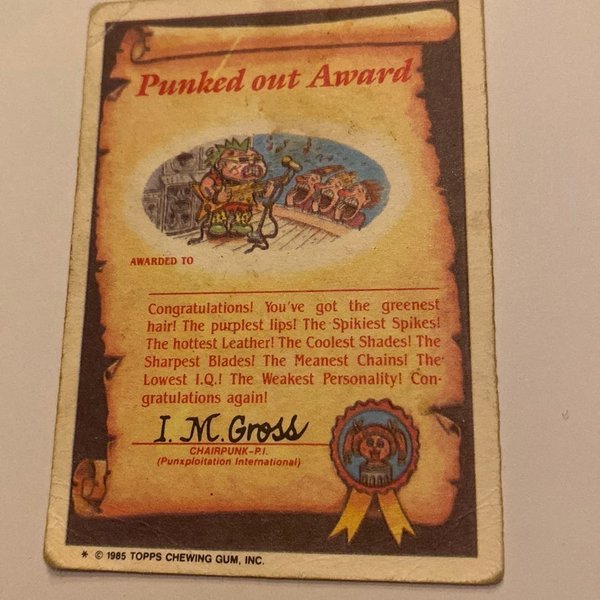 Punked out Award
AWARDED TO
Congratulations! You've got the greenest
hair! The purplest lips! The Spikiest Spikes!
The hottest Leather! The Coolest Shades! The
Sharpest Blades! The Meanest Chains! The
Lowest I.Q.! The Weakest Personality! Con-
gratulations again!
I. M. Gross
CHAIRPUNK-P.I.
(Punxploitation International)
* © 1985 TOPPS CHEWING GUM, INC.